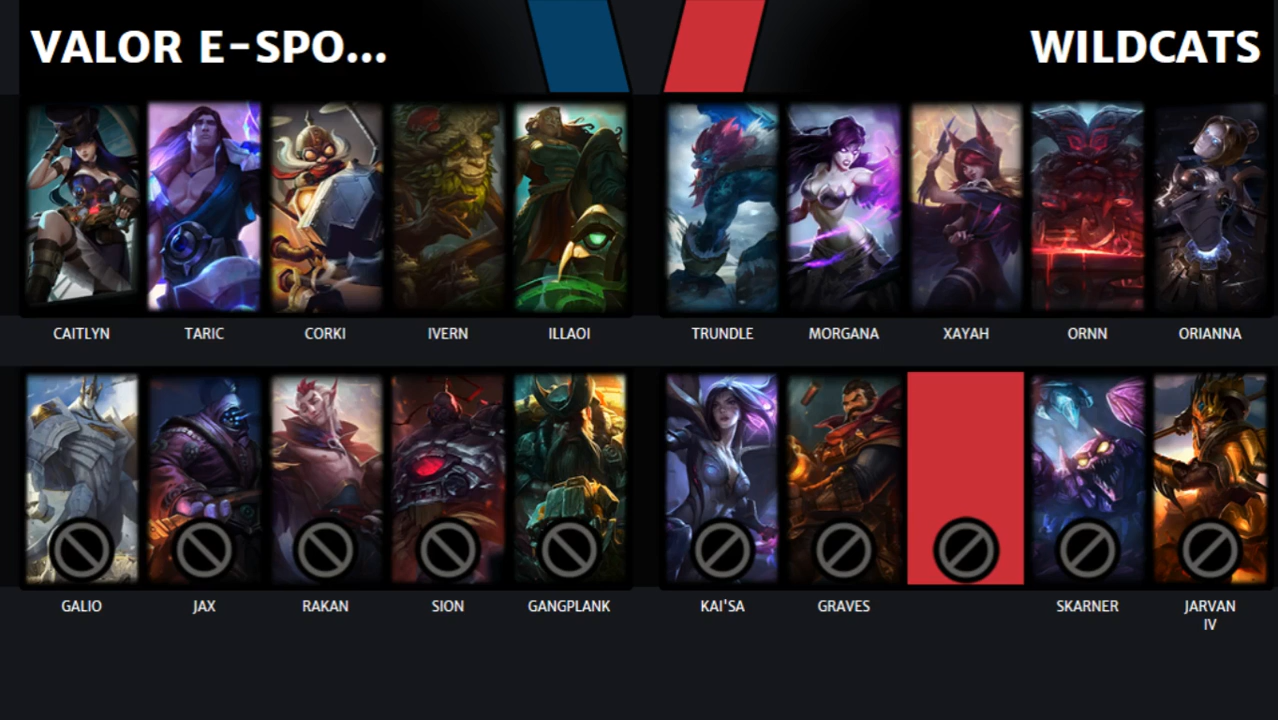 VALOR E-SPO...
WILDCATS
CAITLYN
TARIC
CORKI
IVERN
ILLAOI
TRUNDLE
MORGANA
XAYAH
ORNN
ORIANNA
GALIO
JAX
RAKAN
SION
GANGPLANK
KAI'SA
GRAVES
SKARNER
JARVAN
IV